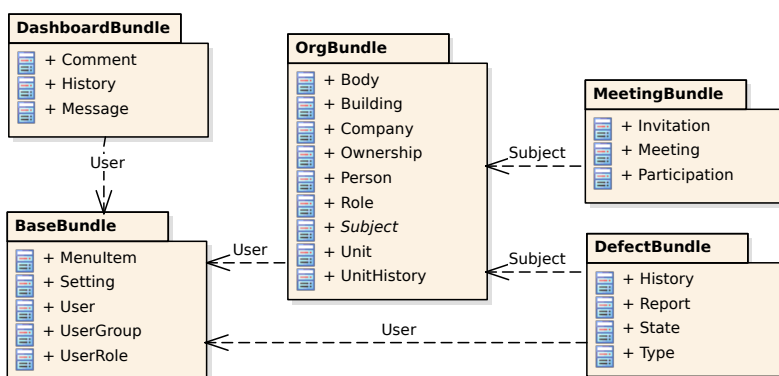 DashboardBundle
+ Comment
+ History
+ Message
User
BaseBundle
+ MenuItem
+ Setting
+ User
+ UserGroup
+ UserRole
User
OrgBundle
+ Body
+ Building
+ Company
+ Ownership
+ Person
+ Role
+ Subject
+ Unit
+ UnitHistory
Subject
MeetingBundle
+ Invitation
+ Meeting
+ Participation
Subject
DefectBundle
+ History
+ Report
+ State
+ Type
User